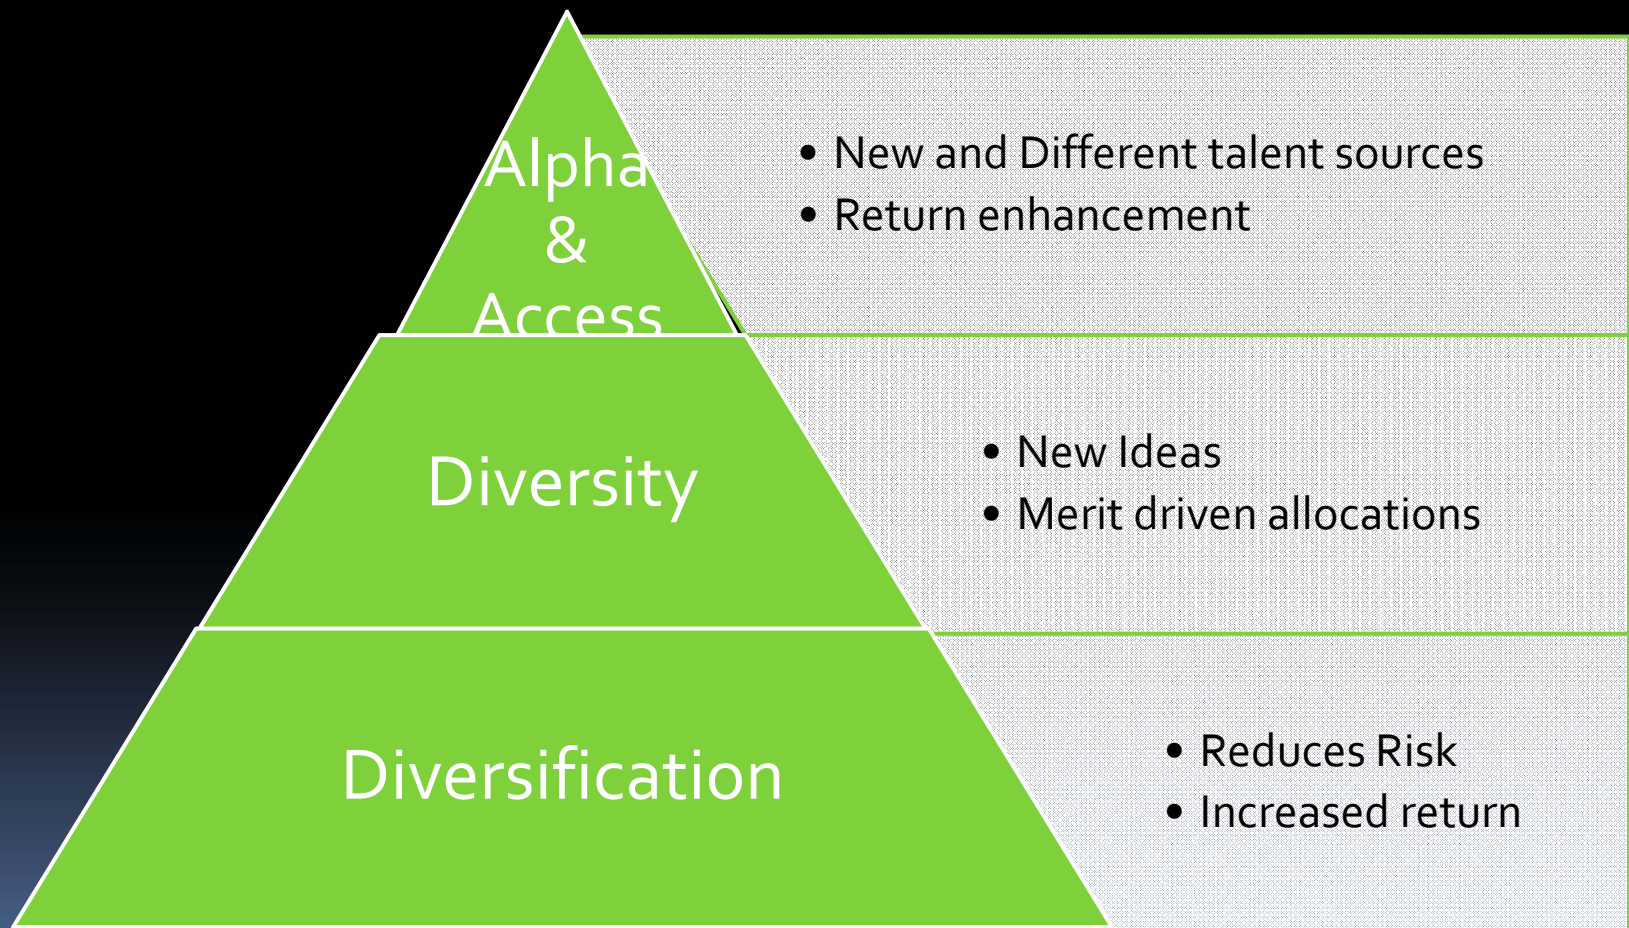 Alpha
&
Access
• New and Different talent sources
• Return enhancement
Diversity
• New Ideas
• Merit driven allocations
Diversification
• Reduces Risk
• Increased return